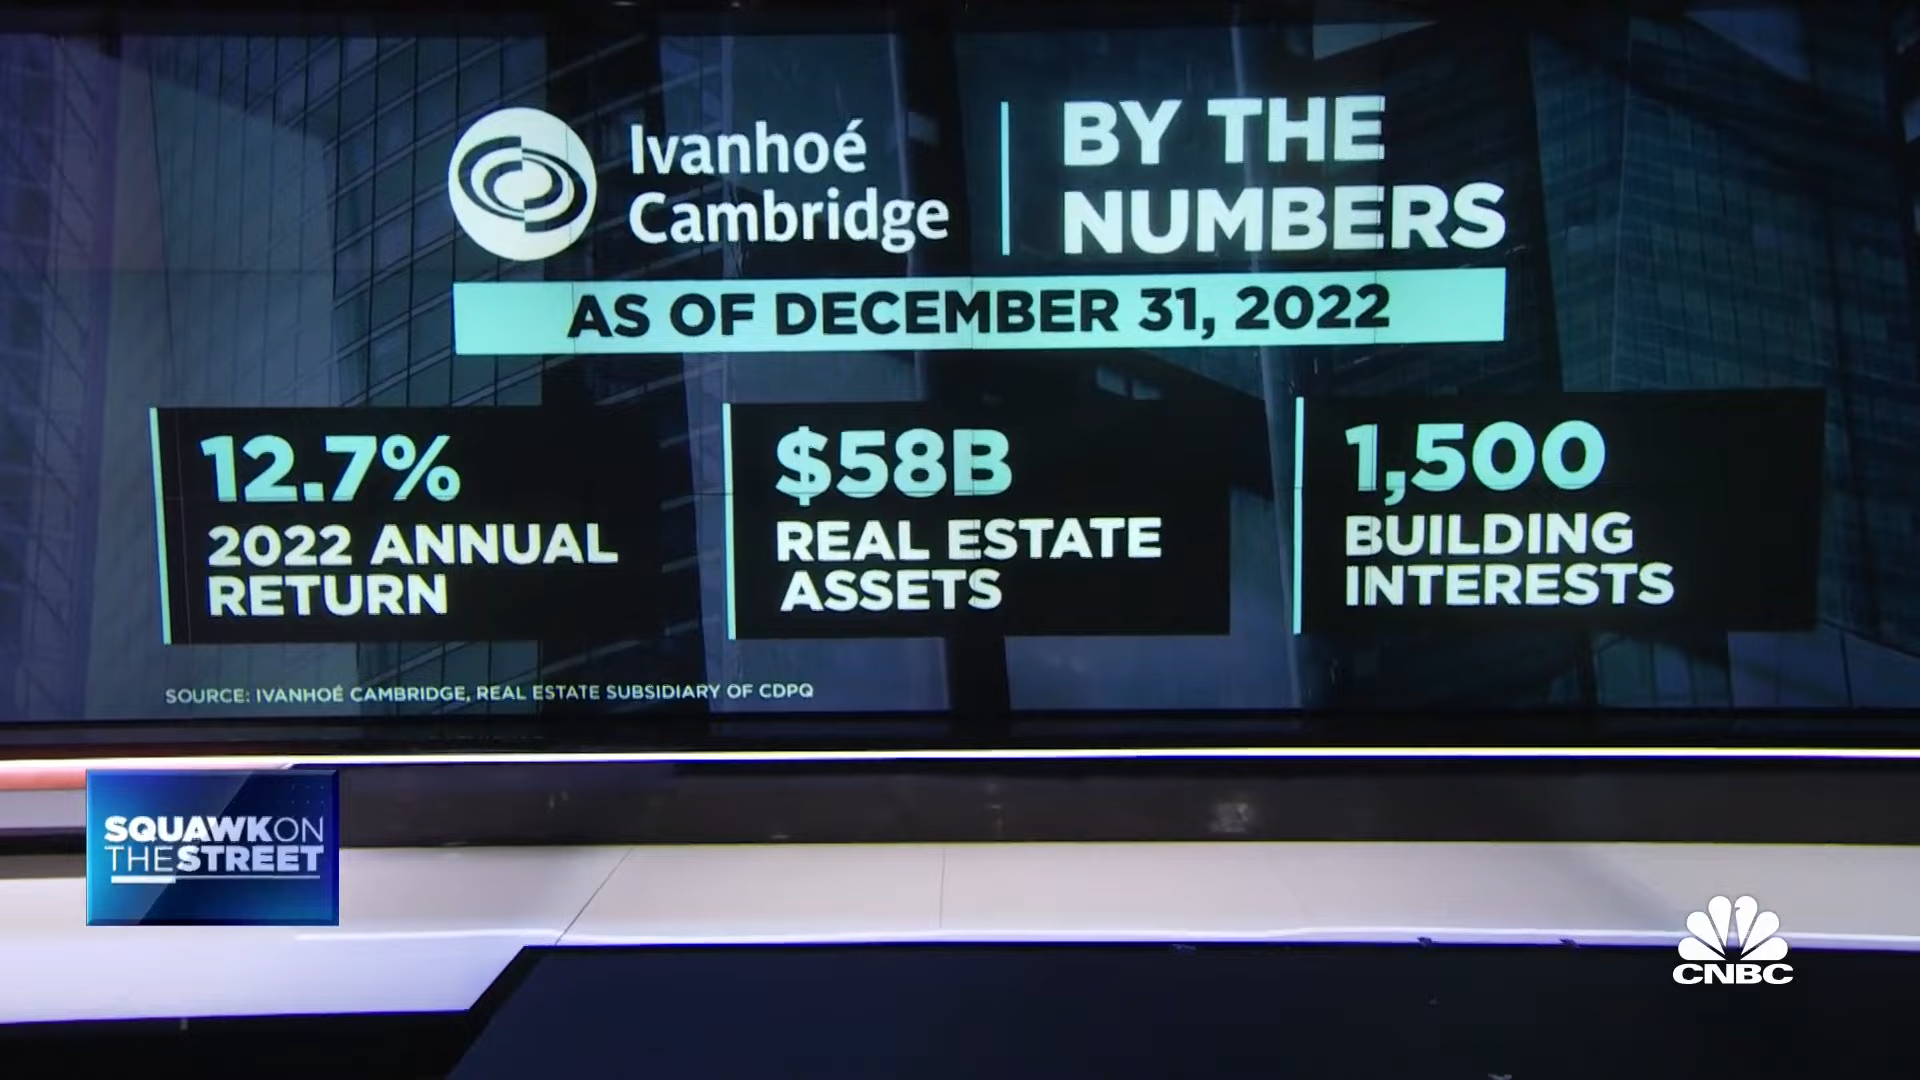 Ivanhoé
Cambridge
BY THE
NUMBERS
AS OF DECEMBER 31, 2022
12.7%
2022 ANNUAL
RETURN
$58B
REAL ESTATE
ASSETS
1,500
BUILDING
INTERESTS
SOURCE: IVANHOÉ CAMBRIDGE, REAL ESTATE SUBSIDIARY OF CDPQ
SQUAWK ON
THE STREET
CNBC